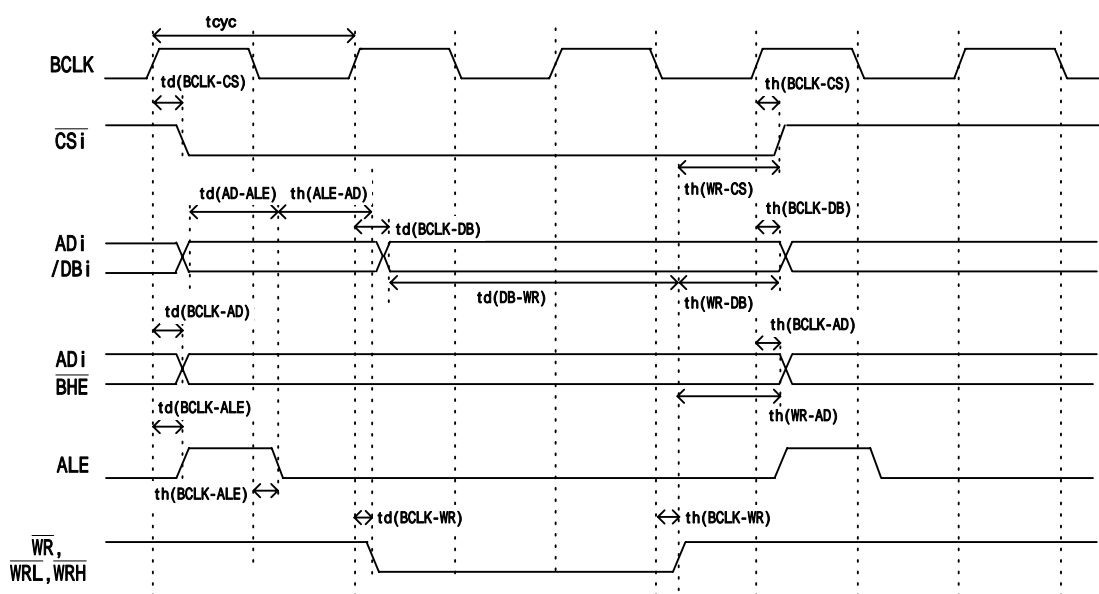 tcyc
BCLK
td(BCLK-CS)
th(BCLK-CS)
CSi
th(WR-CS)
td(AD-ALE)
th(ALE-AD)
th(BCLK-DB)
td(BCLK-DB)
ADi
/DBi
td(DB-WR)
th(WR-DB)
td(BCLK-AD)
th(BCLK-AD)
ADi
BHE
td(BCLK-ALE)
th(WR-AD)
ALE
th(BCLK-ALE)
td(BCLK-WR)
th(BCLK-WR)
WR,
WRL,WRH